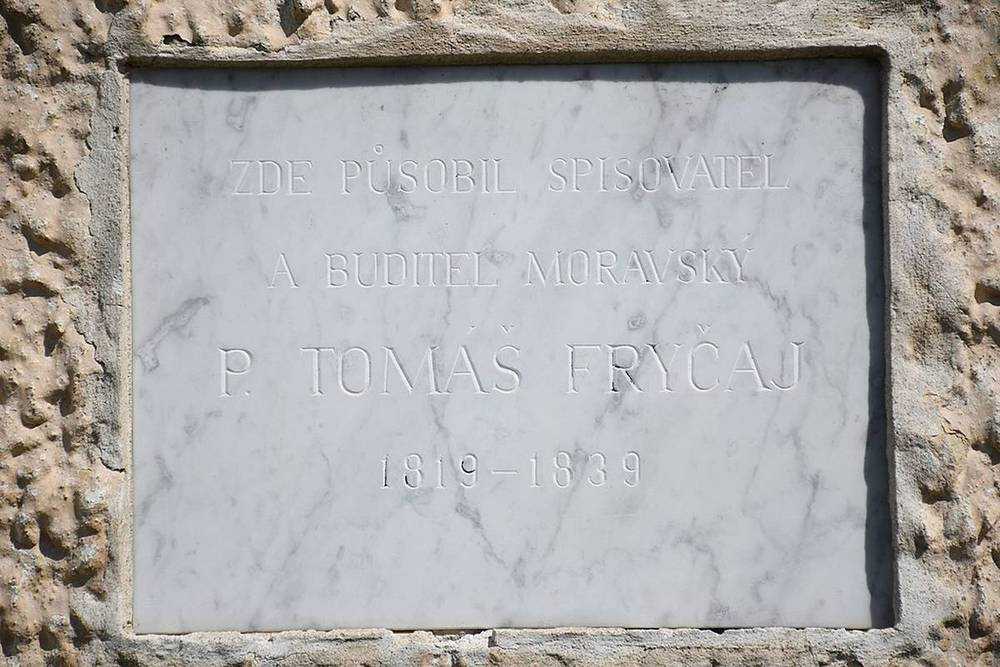 ZDE PŮSOBIL SPISOVATEL
A BUDITEL MORAVSKÝ
P. TOMÁŠ FRYČAJ
1819-1839